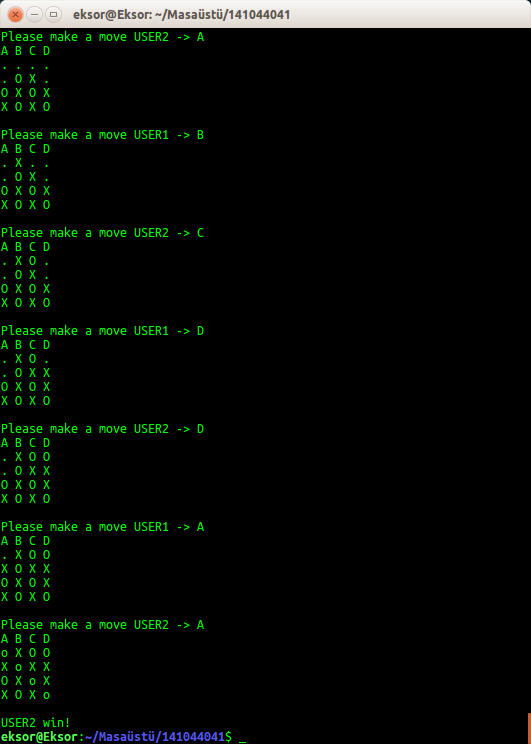 eksor@Eksor: ~/Masaüstü/141044041
Please make a move USER2 -> A
A B C D
. . . .
. O X .
O X O X
X O X O
Please make a move USER1 -> B
A B C D
. X . .
. O X .
O X O X
X O X O
Please make a move USER2 -> C
A B C D
. X O .
. O X .
O X O X
X O X O
Please make a move USER1 -> D
A B C D
. X O .
. O X X
O X O X
X O X O
Please make a move USER2 -> D
A B C D
. X O O
. O X X
O X O X
X O X O
Please make a move USER1 -> A
A B C D
. X O O
X O X X
O X O X
X O X O
Please make a move USER2 -> A
A B C D
o X O O
X o X X
O X o X
X O X o
USER2 win!
eksor@Eksor:~/Masaüstü/141044041$ _